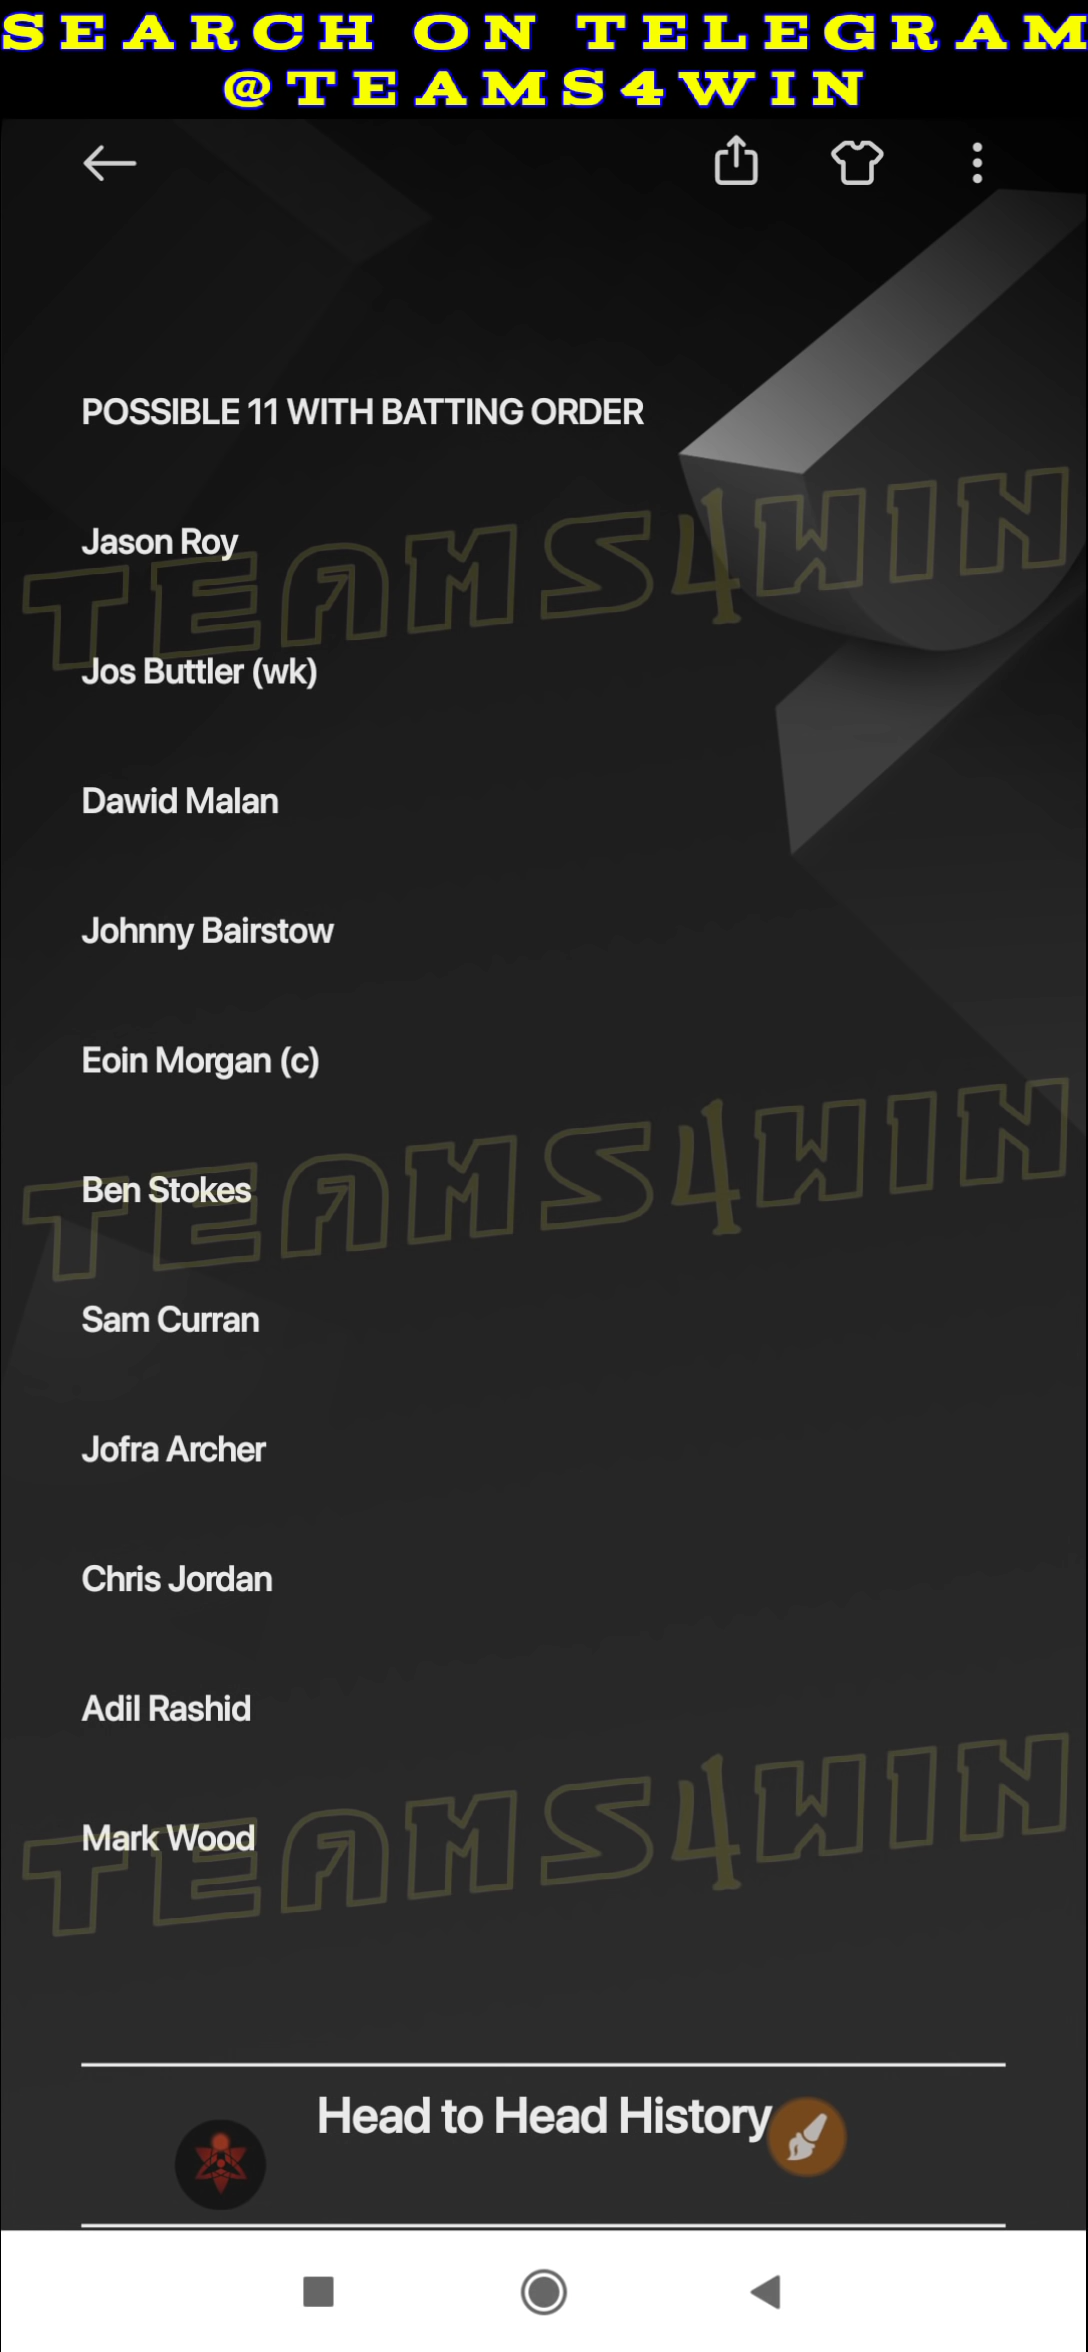 SEARCH ON TELEGRAM
@TEAMS4WIN
POSSIBLE 11 WITH BATTING ORDER
Jason Roy
TEAMS4WIN
Jos Buttler (wk)
Dawid Malan
Johnny Bairstow
Eoin Morgan (c)
Ben Stokes
TEAMS4WIN
Sam Curran
Jofra Archer
Chris Jordan
Adil Rashid
Mark Wood
TEAMS4WIN
Head to Head History